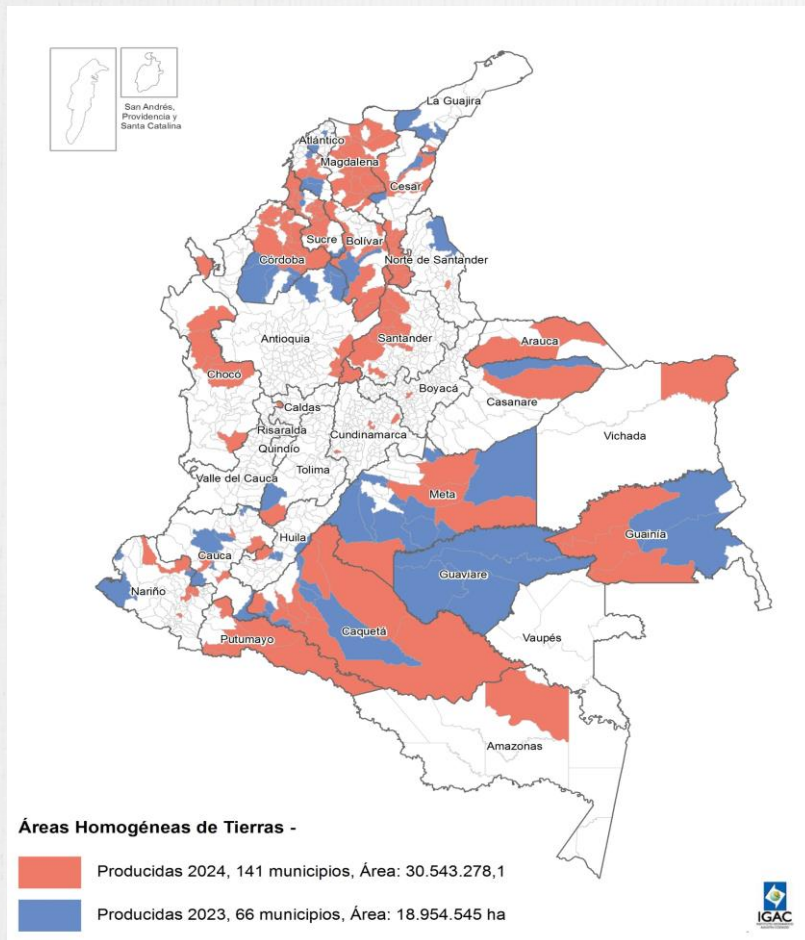 San Andrés,
Providencia y
Santa Catalina
La Guajira
Atlántico
Magdalena
Cesar
Sucre
Bolívar
Córdoba
Norte de Santander
Antioquia
Santander
Arauca
Chocó
Boyacá
Casanare
Caldas
Vichada
Risaralda
Cundinamarca
Quindío
Tolima
Valle del Cauca
Meta
Huila
Guainía
Cauca
Guaviare
Nariño
Caquetá
Vaupés
Putumayo
Amazonas
Áreas Homogéneas de Tierras -
Producidas 2024, 141 municipios, Área: 30.543.278,1
Producidas 2023, 66 municipios, Área: 18.954.545 ha
IGAC